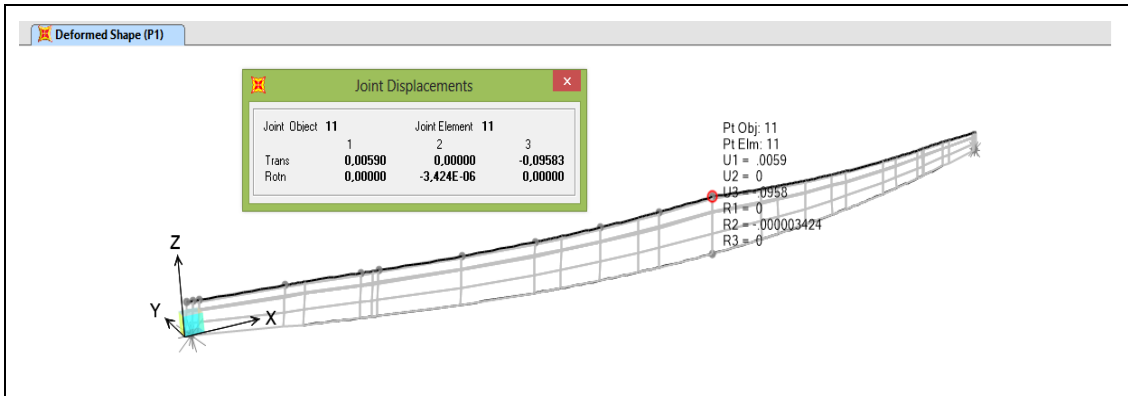 Deformed Shape (P1)
Joint Displacements
x
Joint Object 11 Joint Element 11
1 2 3
Trans 0,00590 0,00000 -0,09583
Rotn 0,00000 -3,424E-06 0,00000
Pt Obj: 11
Pt Elm: 11
U1 = .0059
U2 = 0
U3 = -.0958
R1 = 0
R2 = -.000003424
R3 = 0
Z
Y
X